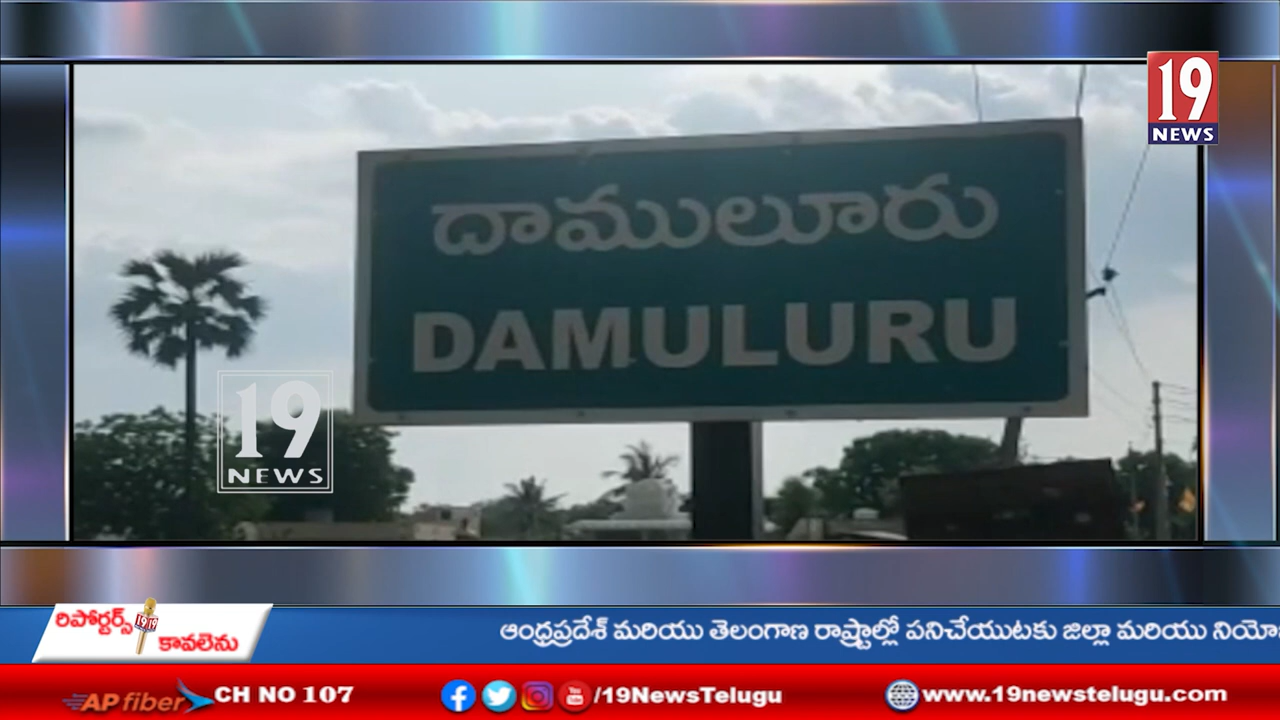 19
NEWS
దాములూరు
DAMULURU
19
NEWS
రిపోర్టర్స్
కావలెను
ఆంధ్రప్రదేశ్ మరియు తెలంగాణ రాష్ట్రాల్లో పనిచేయుటకు జిల్లా మరియు
AP fiber CH NO 107
/19NewsTelugu
www.19newstelugu.com